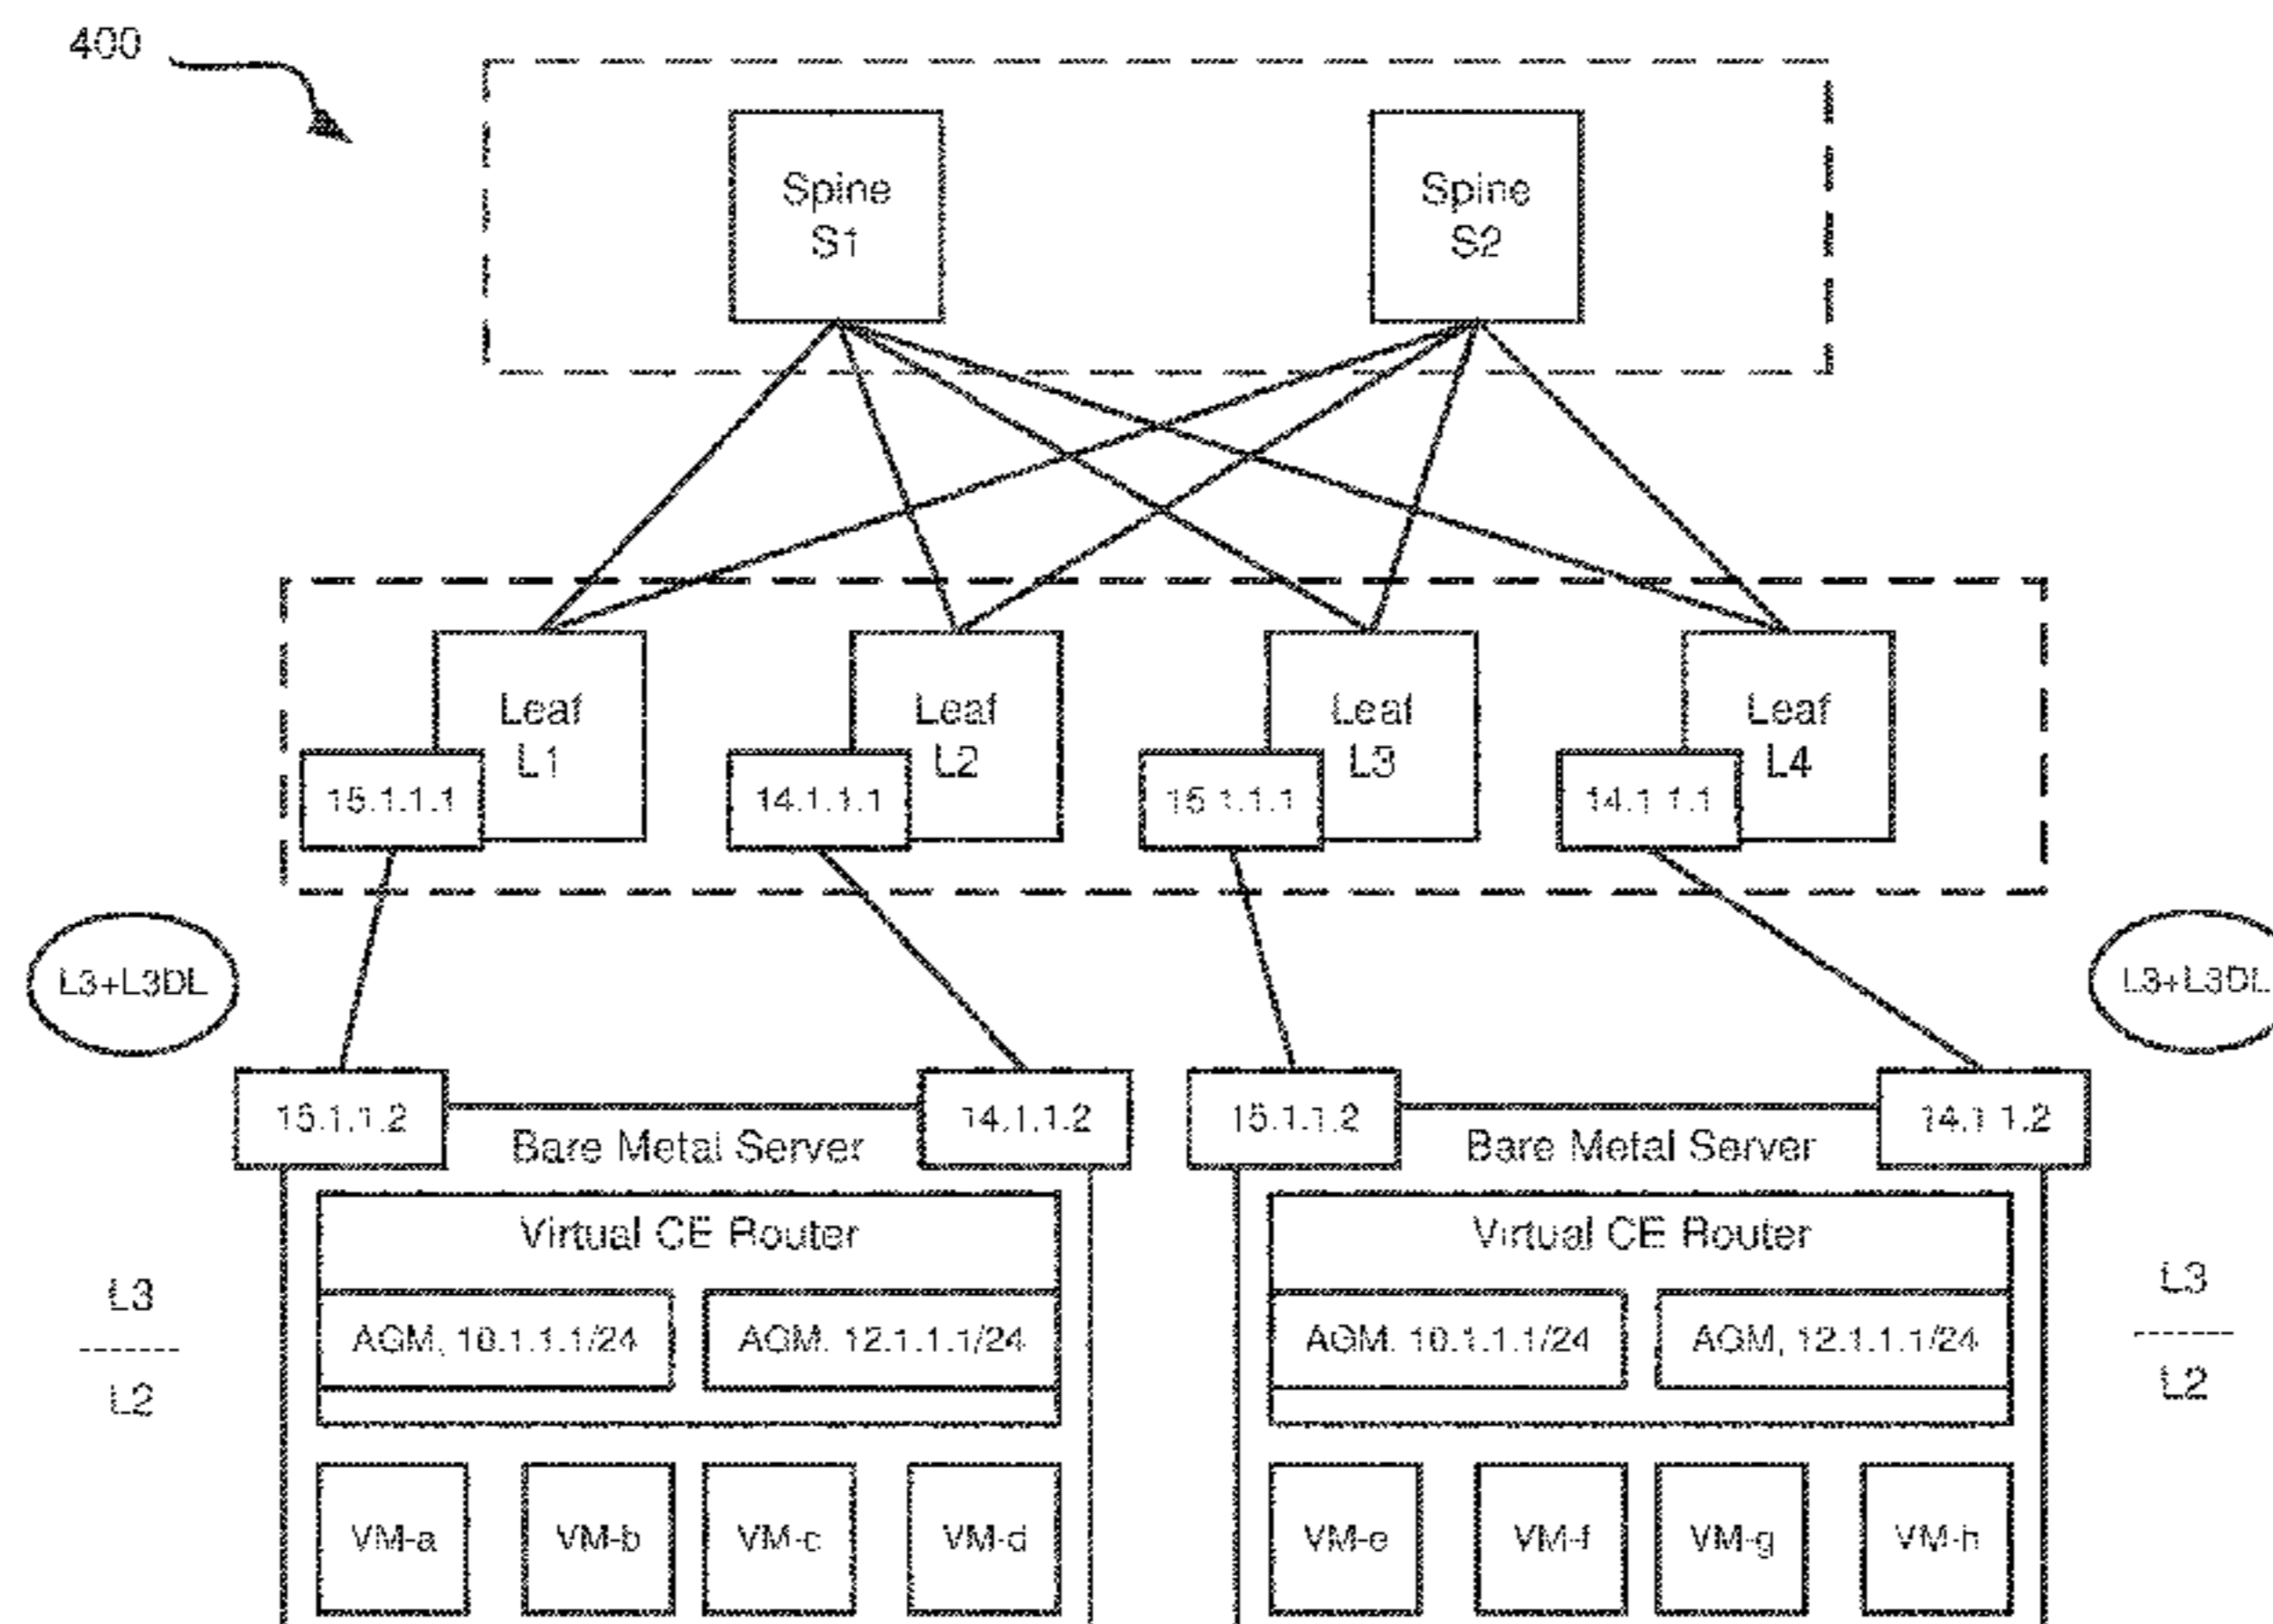 400
Spine
S1
Spine
S2
Leaf
L1
Leaf
L2
Leaf
L3
Leaf
L4
15.1.1.1
14.1.1.1
15.1.1.1
14.1.1.1
L3+L3DL
L3+L3DL
15.1.1.2
14.1.1.2
15.1.1.2
14.1.1.2
Bare Metal Server
Bare Metal Server
Virtual CE Router
Virtual CE Router
L3
L2
AGM, 10.1.1.1/24
AGM, 12.1.1.1/24
AGM, 10.1.1.1/24
AGM, 12.1.1.1/24
L3
L2
VM-a
VM-b
VM-c
VM-d
VM-e
VM-f
VM-g
VM-h